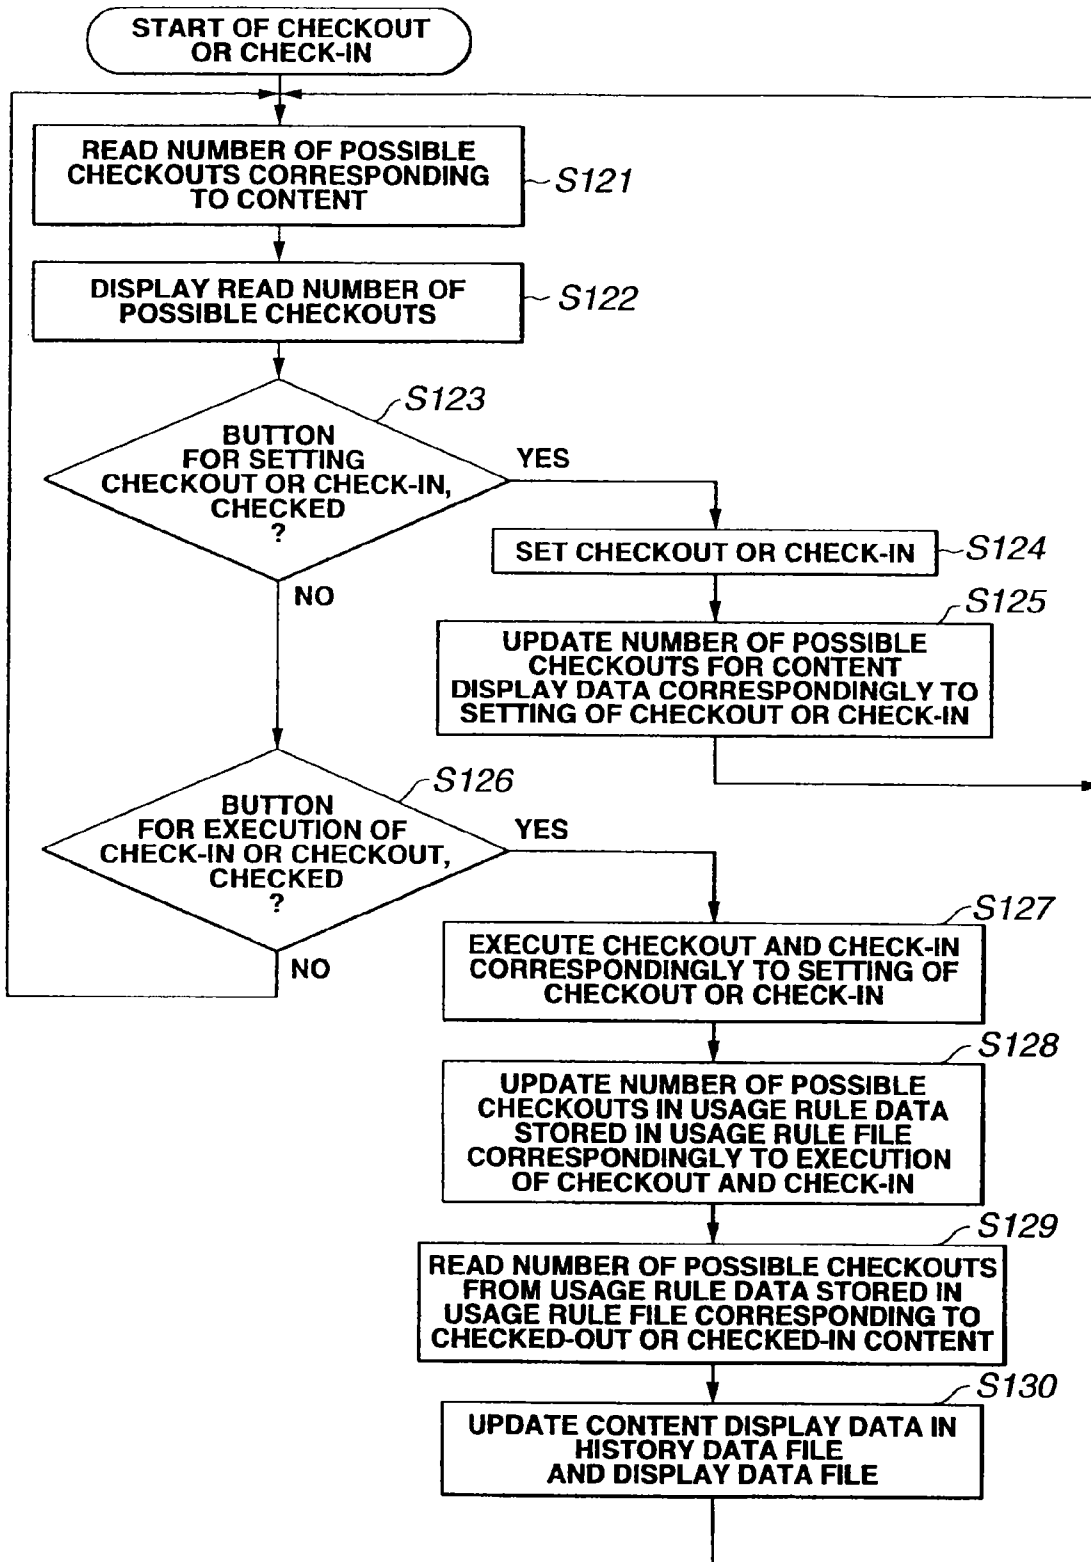 START OF CHECKOUT
OR CHECK-IN
READ NUMBER OF POSSIBLE
CHECKOUTS CORRESPONDING
TO CONTENT
S121
DISPLAY READ NUMBER OF
POSSIBLE CHECKOUTS
S122
S123
BUTTON
FOR SETTING
CHECKOUT OR CHECK-IN,
CHECKED
?
YES
NO
SET CHECKOUT OR CHECK-IN
S124
S125
UPDATE NUMBER OF POSSIBLE
CHECKOUTS FOR CONTENT
DISPLAY DATA CORRESPONDINGLY TO
SETTING OF CHECKOUT OR CHECK-IN
S126
BUTTON
FOR EXECUTION OF
CHECK-IN OR CHECKOUT,
CHECKED
?
YES
NO
S127
EXECUTE CHECKOUT AND CHECK-IN
CORRESPONDINGLY TO SETTING OF
CHECKOUT OR CHECK-IN
S128
UPDATE NUMBER OF POSSIBLE
CHECKOUTS IN USAGE RULE DATA
STORED IN USAGE RULE FILE
CORRESPONDINGLY TO EXECUTION
OF CHECKOUT AND CHECK-IN
S129
READ NUMBER OF POSSIBLE CHECKOUTS
FROM USAGE RULE DATA STORED IN
USAGE RULE FILE CORRESPONDING TO
CHECKED-OUT OR CHECKED-IN CONTENT
S130
UPDATE CONTENT DISPLAY DATA IN
HISTORY DATA FILE
AND DISPLAY DATA FILE